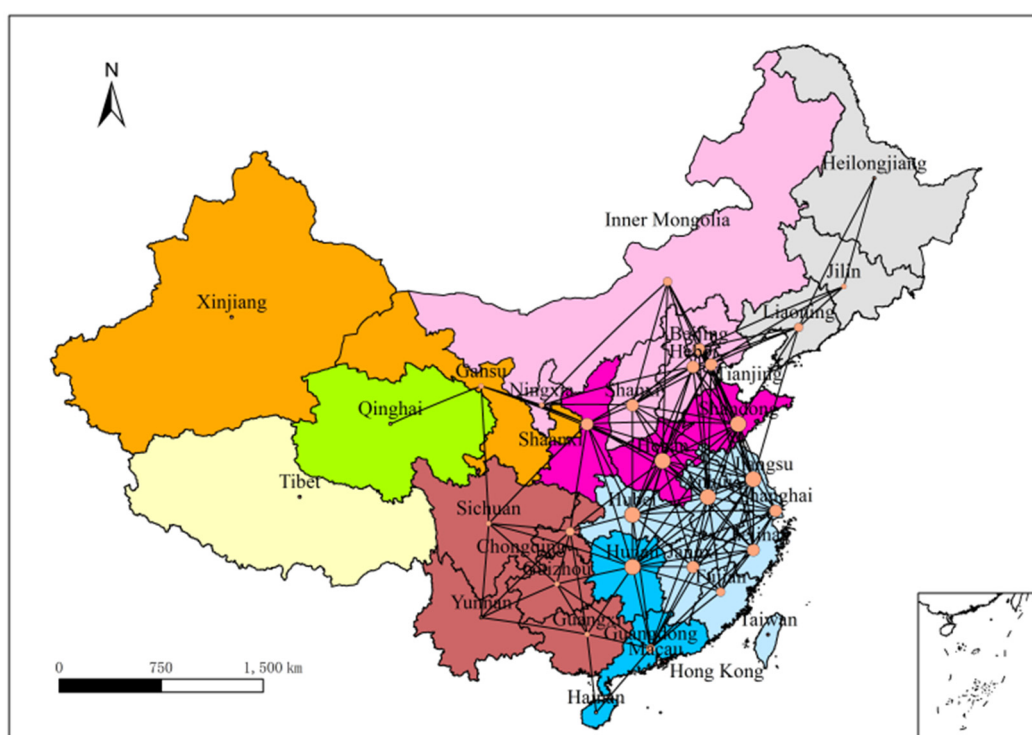 N
Heilongjiang
Inner Mongolia
Jilin
Xinjiang
Liaoning
Beijing
Hebei
Gansu
Tianjing
Ningxia
Shanxi
Qinghai
Shandong
Shaanxi
Henan
Jiangsu
Tibet
Shanghai
Hubei
Sichuan
Chongqing
Hunan
Jiangxi
Guizhou
Fujian
Yunnan
Guangxi
Taiwan
Guangdong
Macau
Hong Kong
Hainan
0
750
1,500 km